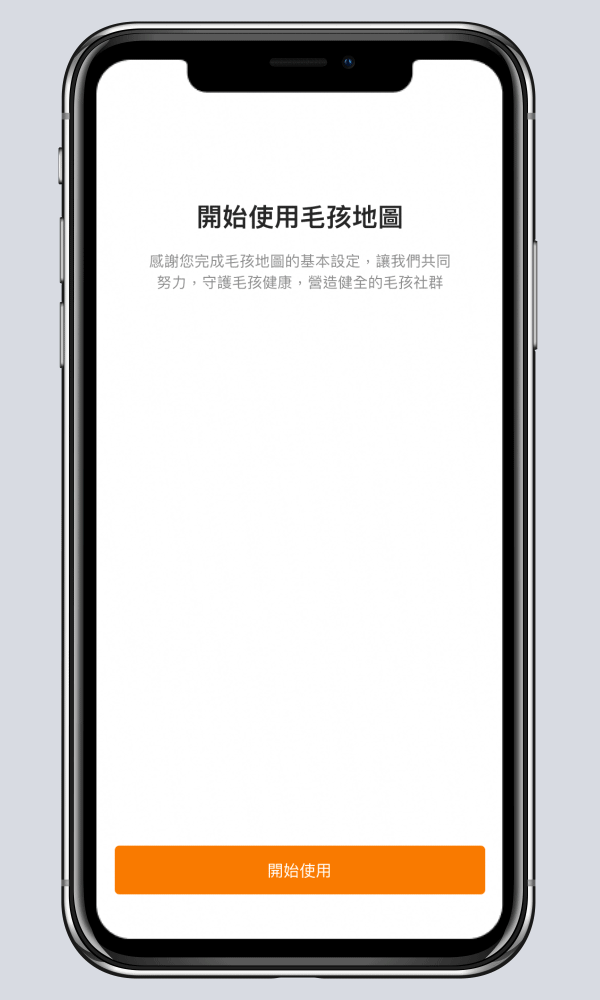 開始使用毛孩地圖
感謝您完成毛孩地圖的基本設定，讓我們共同
努力，守護毛孩健康，營造健全的毛孩社群
開始使用